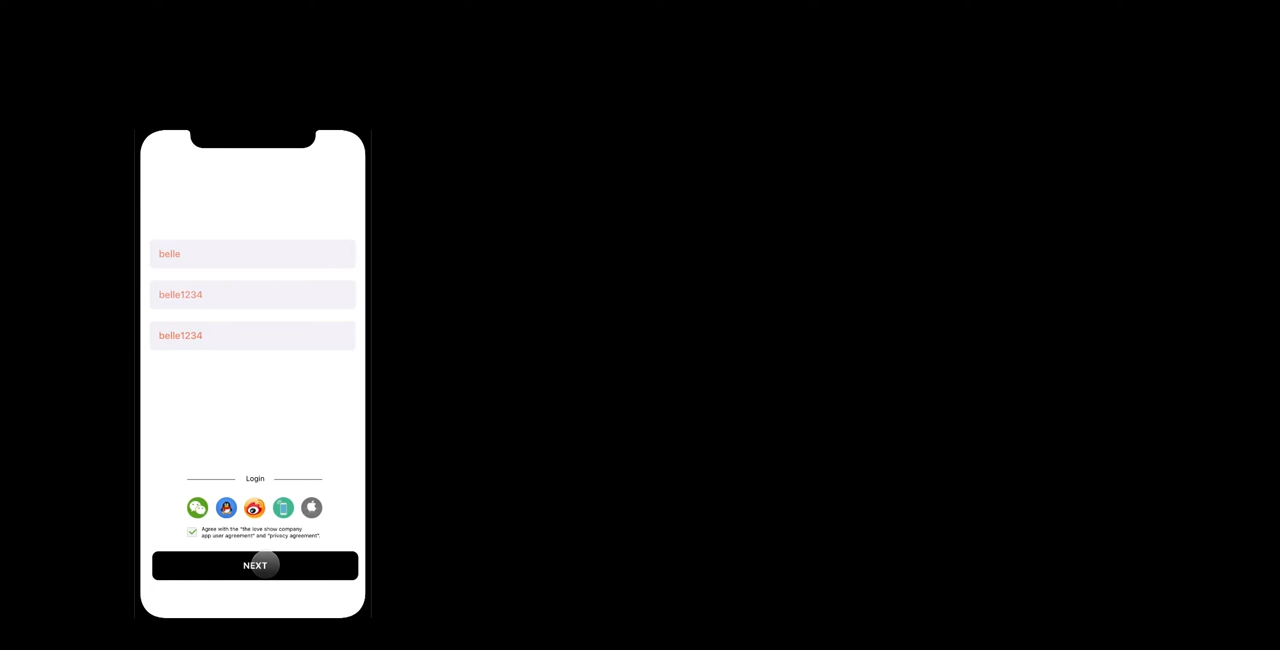 belle
belle1234
belle1234
Login
Agree with the "the love show company
app user agreement" and "privacy agreement".
NEXT